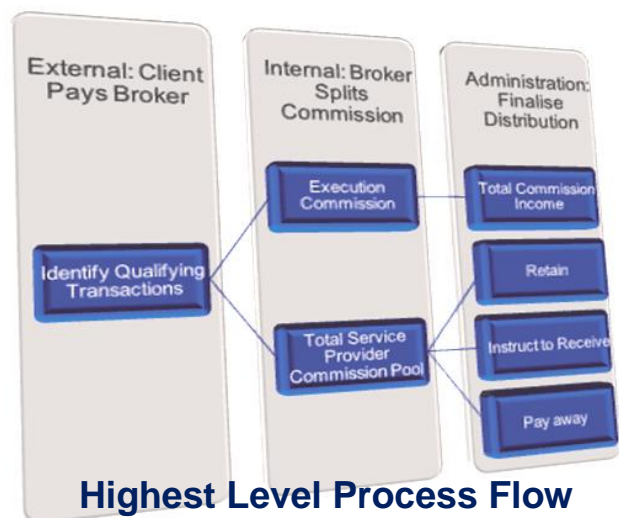 External: Client
Pays Broker
Internal: Broker
Splits
Commission
Administration:
Finalise
Distribution
Identify Qualifying
Transactions
Execution
Commission
Total Service
Provider
Commission Pool
Total Commission
Income
Retain
Instruct to Receive
Pay away
Highest Level Process Flow